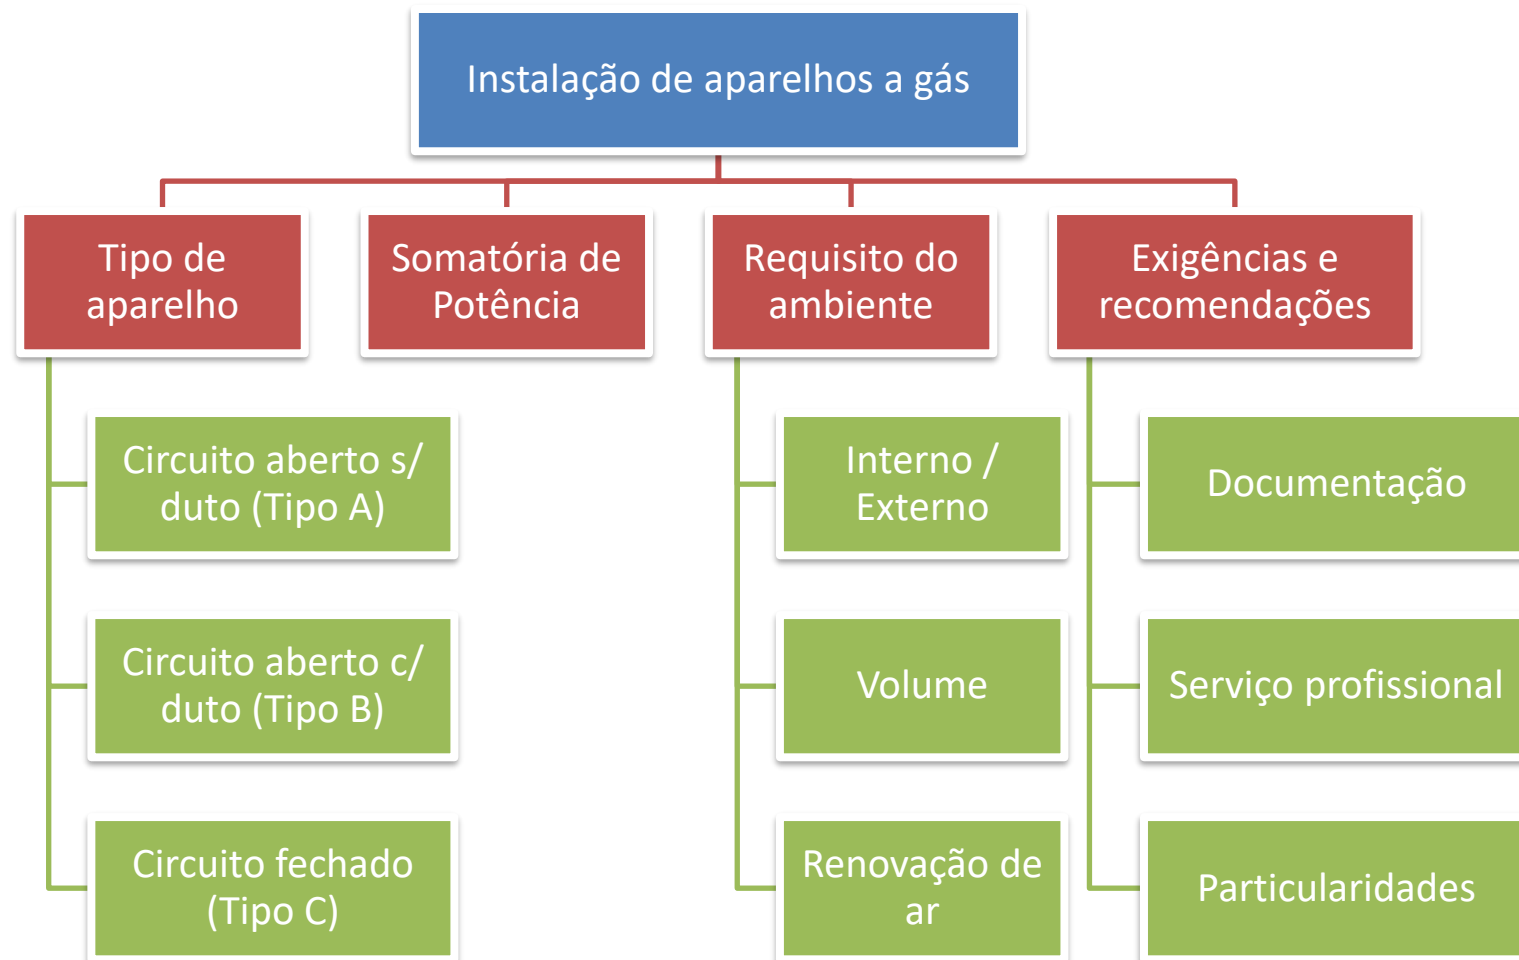 Instalação de aparelhos a gás
Tipo de
aparelho
Somatória de
Potência
Requisito do
ambiente
Exigências e
recomendações
Circuito aberto s/
duto (Tipo A)
Circuito aberto c/
duto (Tipo B)
Circuito fechado
(Tipo C)
Interno /
Externo
Volume
Renovação de
ar
Documentação
Serviço profissional
Particularidades